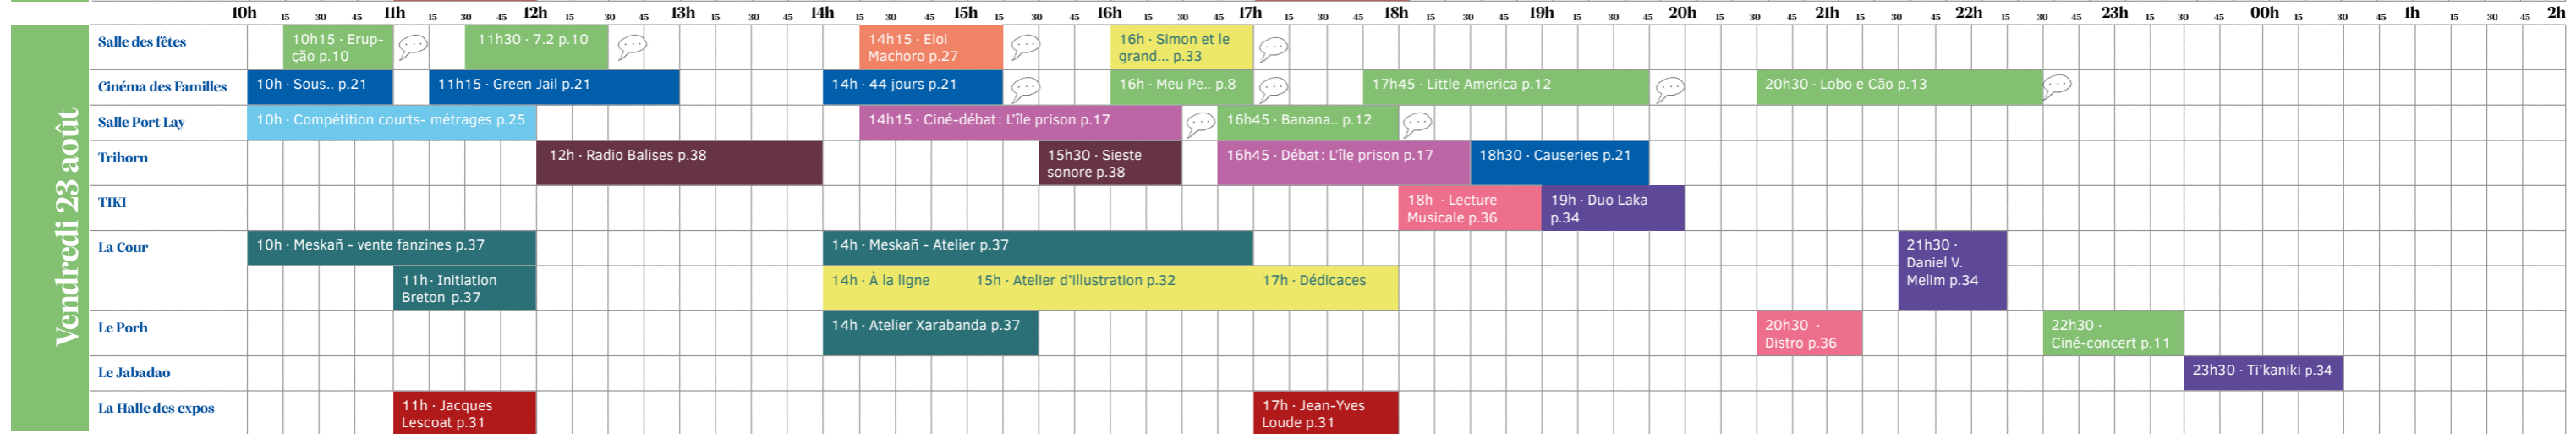 10h 15 30 45 11h 15 30 45 12h 15 30 45 13h 15 30 45 14h 15 30 45 15h 15 30 45 16h 15 30 45 17h 15 30 45 18h 15 30 45 19h 15 30 45 20h 15 30 45 21h 15 30 45 22h 15 30 45 23h 15 30 45 00h 15 30 45 1h 15 30 45 2h
Vendredi 23 août
Salle des fêtes
10h15 · Erup-
ção p.10
11h30 · 7.2 p.10
14h15 · Eloi
Machoro p.27
16h · Simon et le
grand... p.33
Cinéma des Familles
10h · Sous.. p.21
11h15 · Green Jail p.21
14h · 44 jours p.21
16h · Meu Pe.. p.8
17h45 · Little America p.12
20h30 · Lobo e Cão p.13
Salle Port Lay
10h · Compétition courts- métrages p.25
14h15 · Ciné-débat: L'île prison p.17
16h45 · Banana.. p.12
Trihorn
12h · Radio Balises p.38
15h30 · Sieste
sonore p.38
16h45 · Débat: L'île prison p.17
18h30 · Causeries p.21
TIKI
18h · Lecture
Musicale p.36
19h · Duo Laka
p.34
La Cour
10h · Meskañ - vente fanzines p.37
14h · Meskañ - Atelier p.37
21h30 ·
Daniel V.
Melim p.34
11h· Initiation
Breton p.37
14h · À la ligne 15h · Atelier d'illustration p.32 17h · Dédicaces
Le Porh
14h · Atelier Xarabanda p.37
20h30 ·
Distro p.36
22h30 ·
Ciné-concert p.11
Le Jabadao
23h30 · Ti'kaniki p.34
La Halle des expos
11h · Jacques
Lescoat p.31
17h · Jean-Yves
Loude p.31